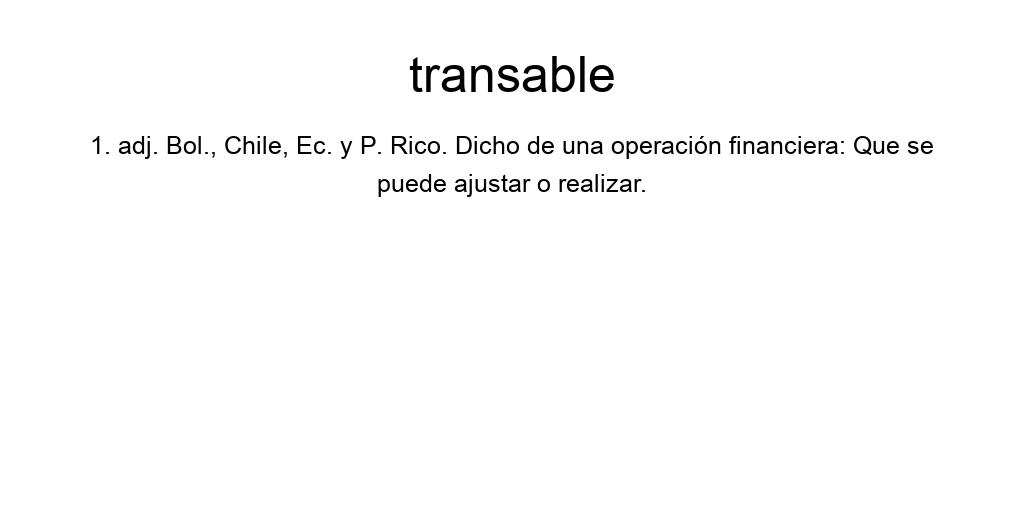 transable
1. adj. Bol., Chile, Ec. y P. Rico. Dicho de una operación financiera: Que se
puede ajustar o realizar.